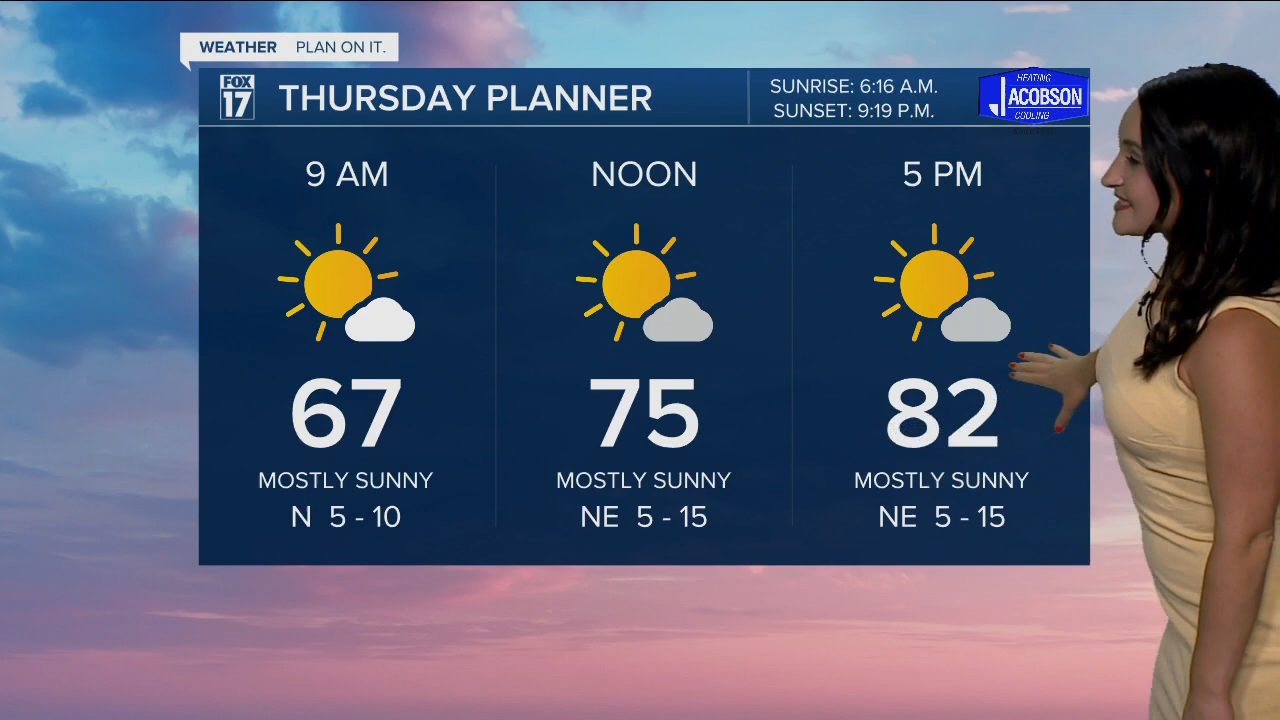 WEATHER PLAN ON IT.
FOX
17
THURSDAY PLANNER
SUNRISE: 6:16 A.M.
SUNSET: 9:19 P.M.
HEATING
JACOBSON
COOLING
9 AM
NOON
5 PM
67
75
82
MOSTLY SUNNY
MOSTLY SUNNY
MOSTLY SUNNY
N 5 - 10
NE 5 - 15
NE 5 - 15